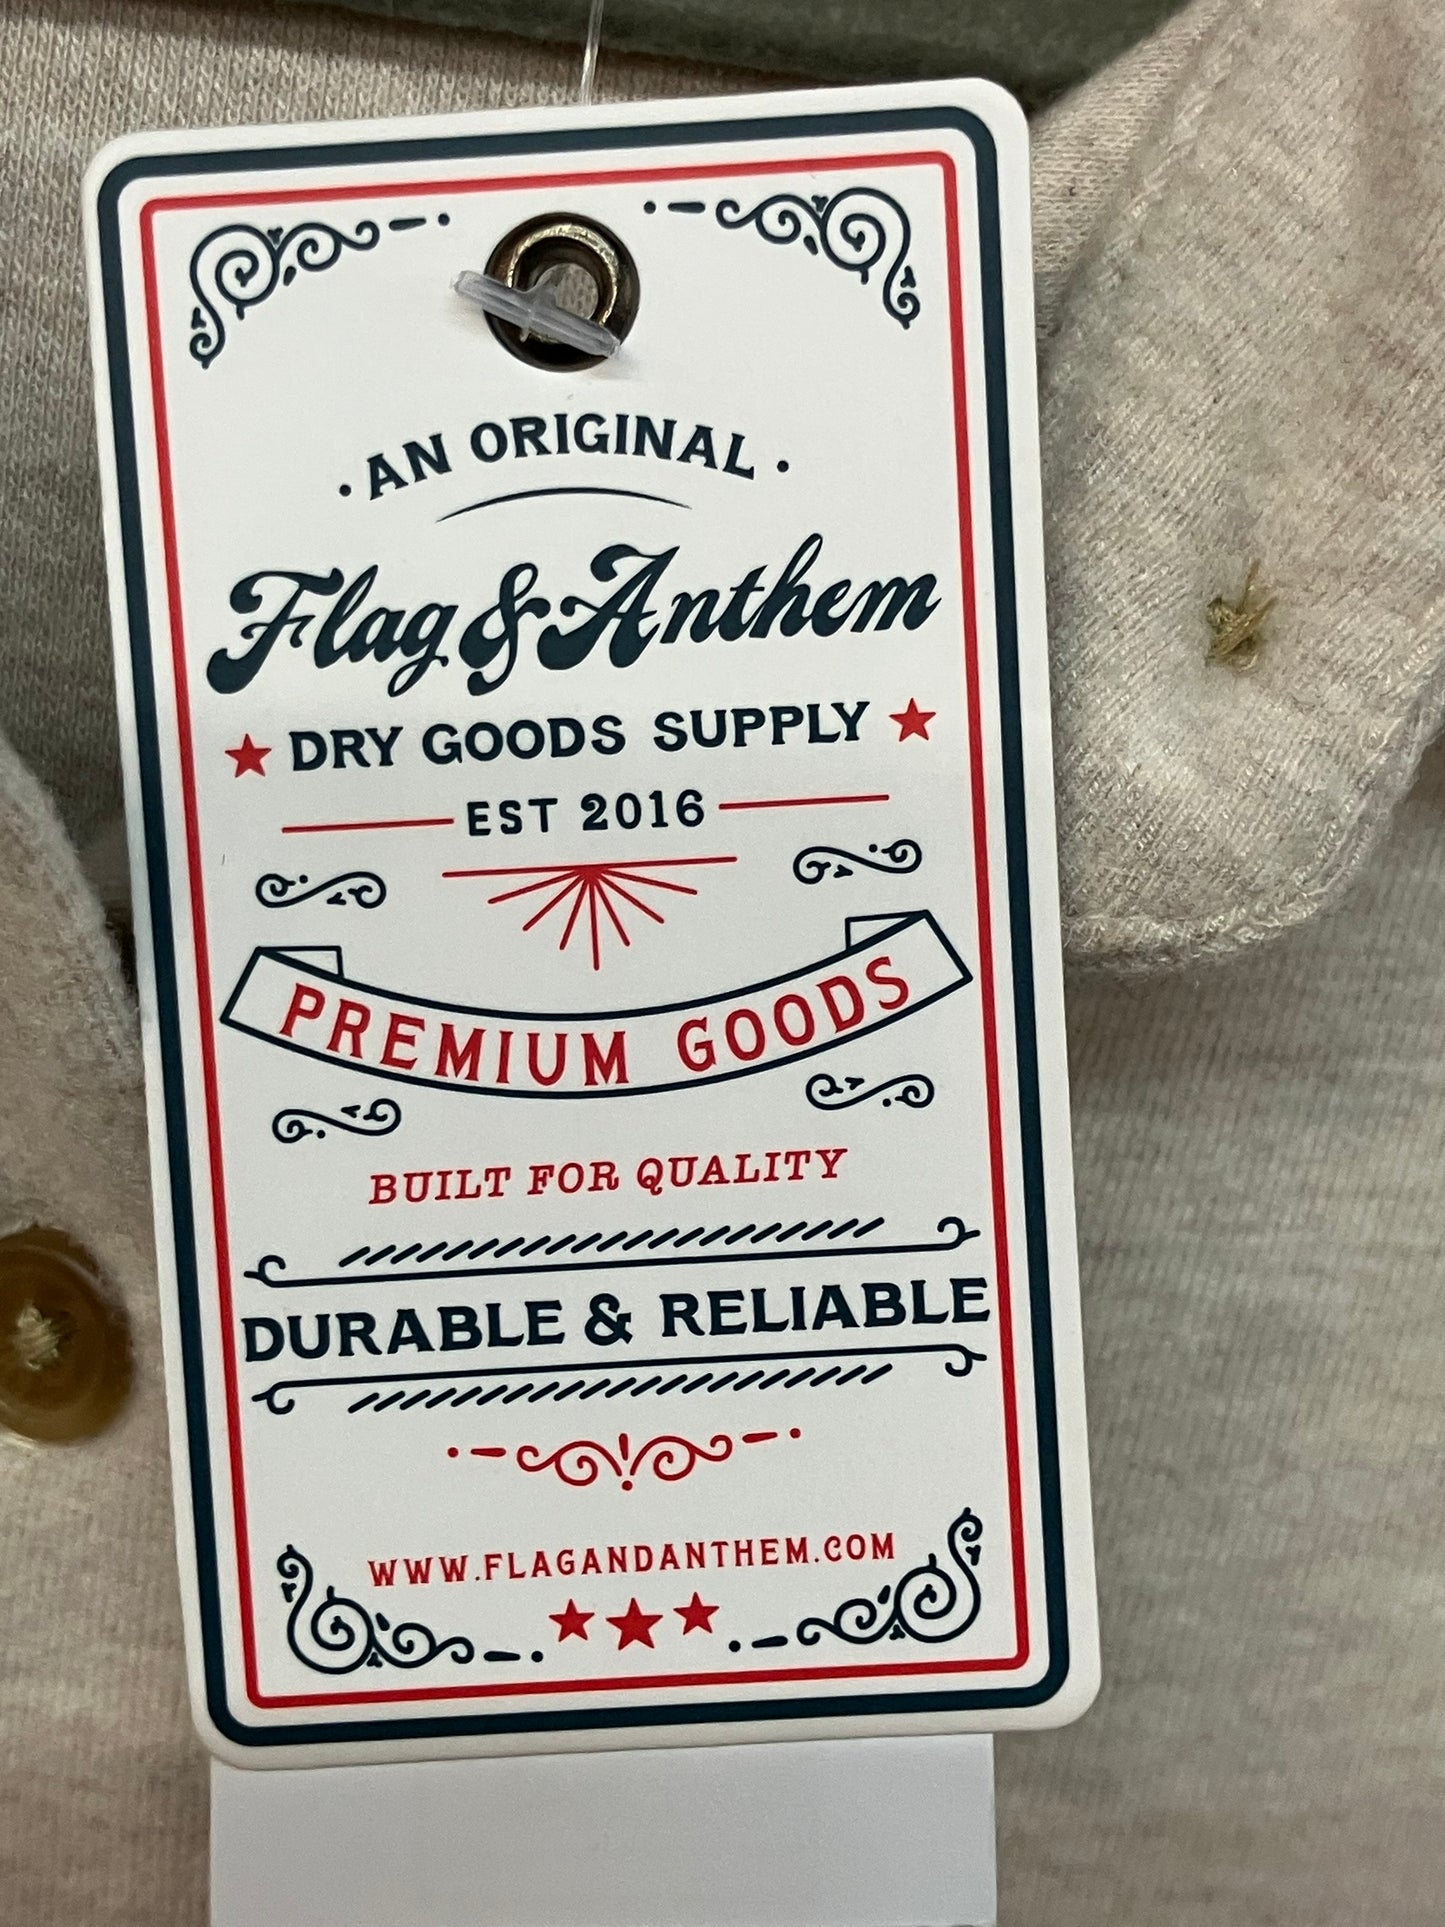 · AN ORIGINAL ·
Flag & Anthem
DRY GOODS SUPPLY
EST 2016
PREMIUM GOODS
BUILT FOR QUALITY
DURABLE & RELIABLE
WWW.FLAGANDANTHEM.COM